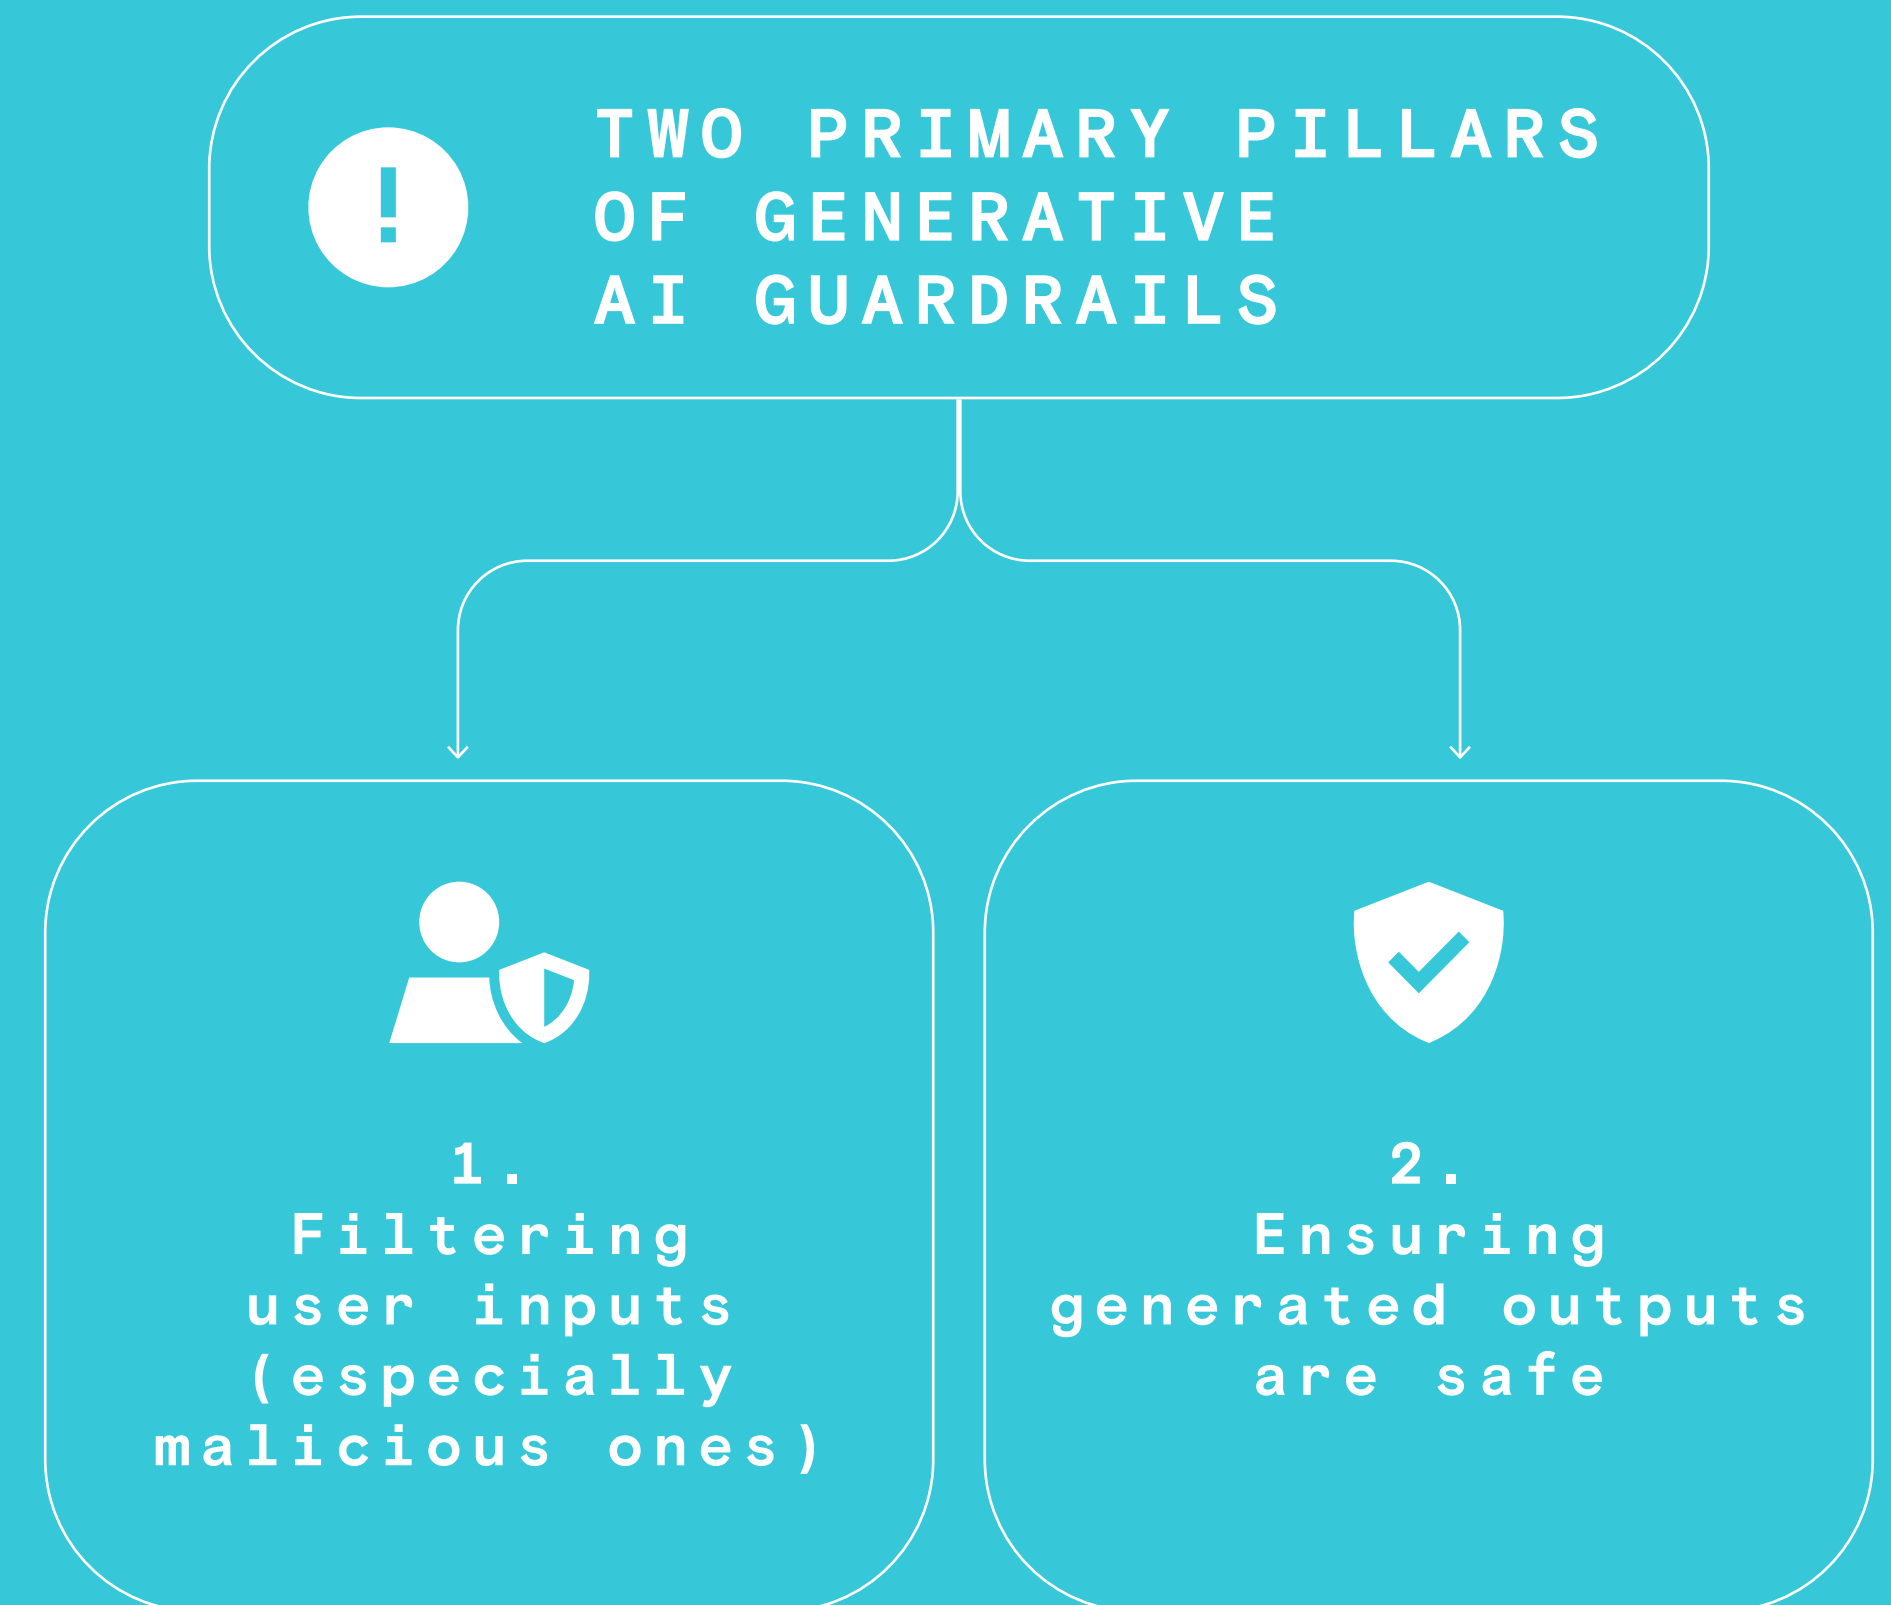 TWO PRIMARY PILLARS
OF GENERATIVE
AI GUARDRAILS
1.
Filtering
user inputs
(especially
malicious ones)
2.
Ensuring
generated outputs
are safe